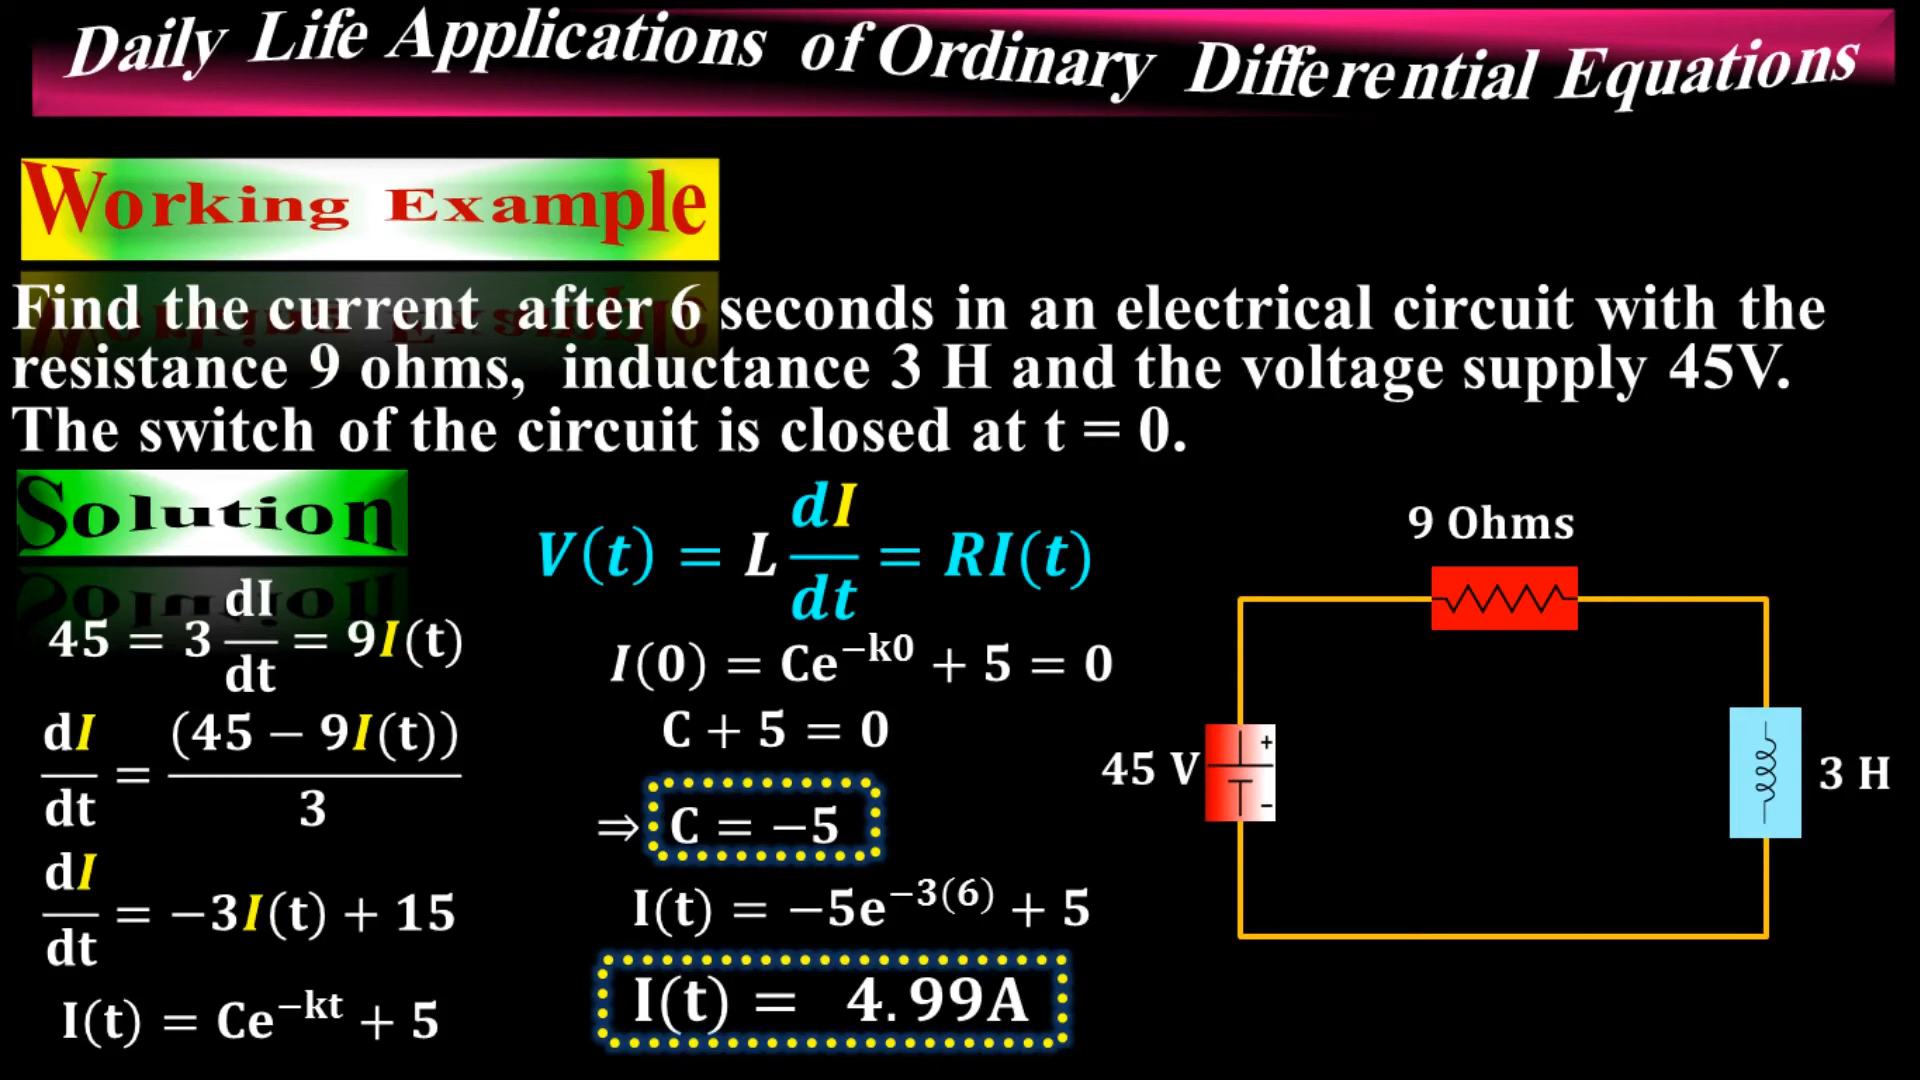 Daily Life Applications of Ordinary Differential Equations
Working Example
Find the current after 6 seconds in an electrical circuit with the
resistance 9 ohms, inductance 3 H and the voltage supply 45V.
The switch of the circuit is closed at t = 0.
Solution
V(t) = L dI/dt = RI(t)
45 = 3 dI/dt = 9I(t)
dI/dt = (45 − 9I(t))/3
dI/dt = −3I(t) + 15
I(t) = Ce^{−kt} + 5
I(0) = Ce^{−k0} + 5 = 0
C + 5 = 0
⇒ C = −5
I(t) = −5e^{−3(6)} + 5
I(t) = 4.99A
9 Ohms
45 V
+
−
3 H